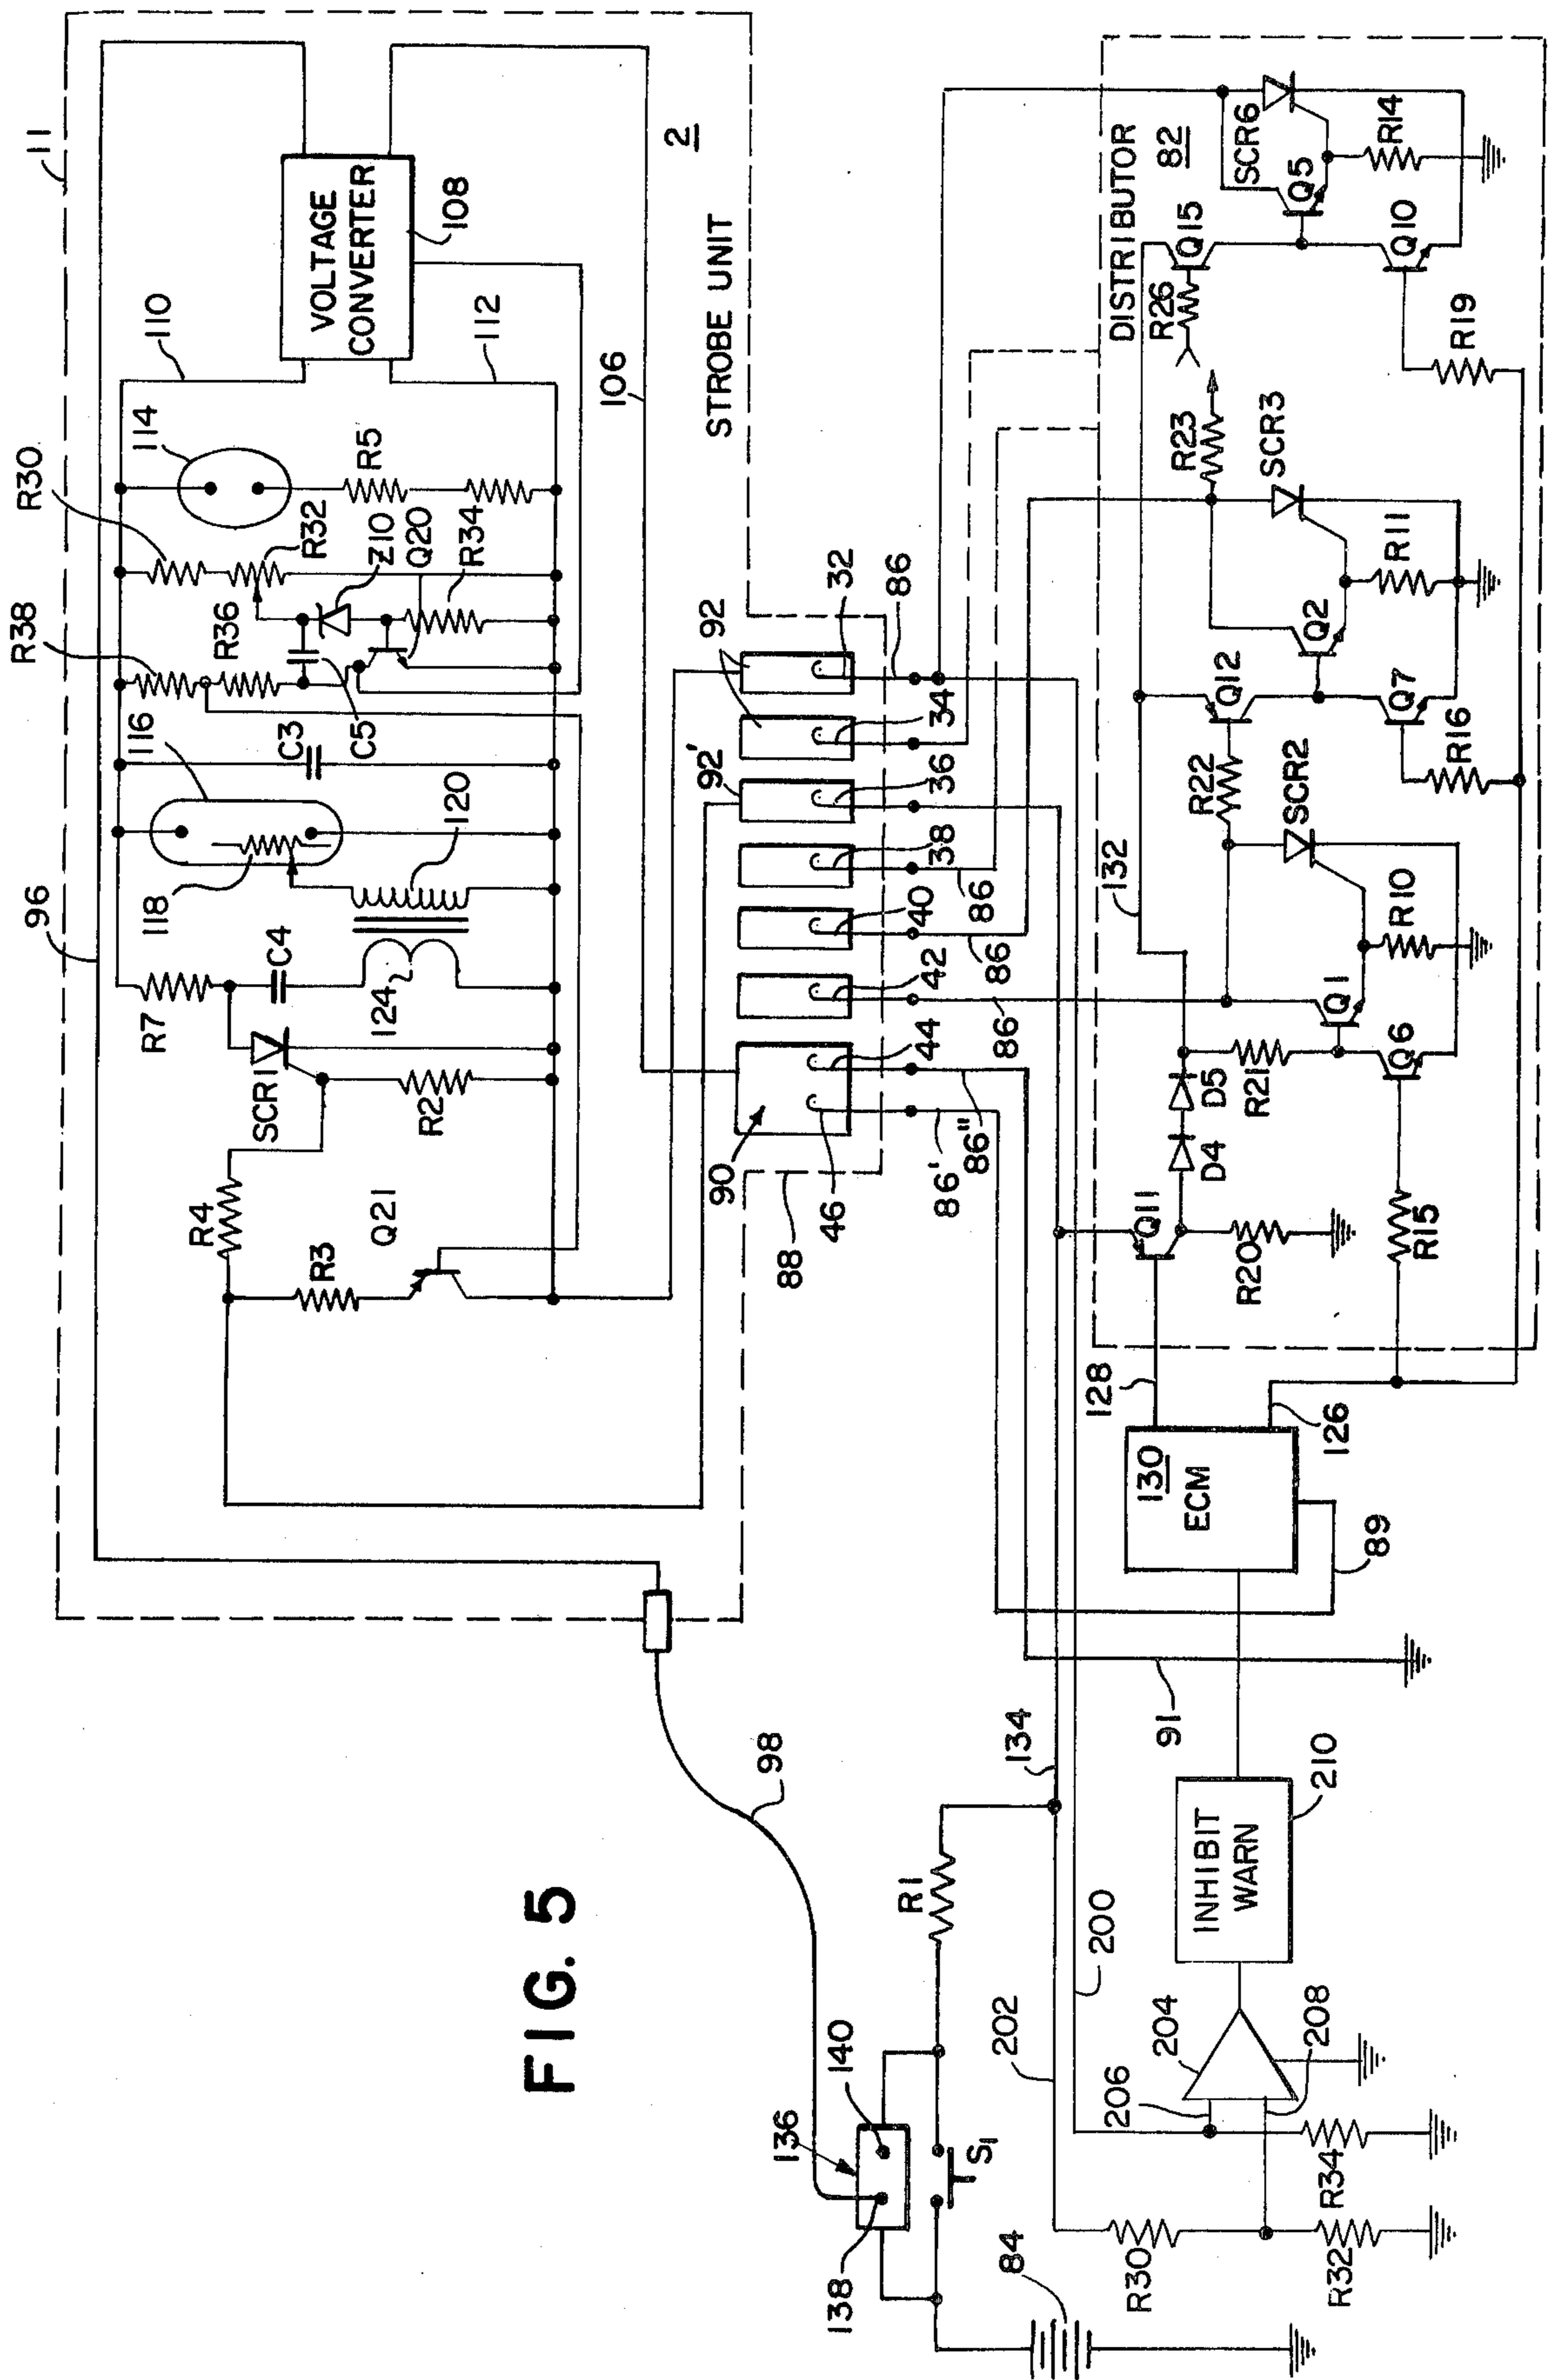 FIG. 5
11
2
STROBE UNIT
VOLTAGE
CONVERTER
108
110
112
106
96
114
R5
R30
R32
Z10
Q20
R34
R38
R36
C5
C3
116
118
120
124
C4
R7
SCR1
R2
R4
R3
Q21
88
90
92
92'
32
34
36
38
40
42
44
46
86
86
86
86
86"
86'
98
DISTRIBUTOR
82
SCR6
Q5
R14
Q15
R26
Q10
R19
R23
SCR3
R11
Q2
Q12
Q7
R16
R22
SCR2
R10
132
Q1
R21
Q6
D5
D4
Q11
R20
R15
128
126
130
ECM
89
91
134
R1
200
202
INHIBIT
WARN
210
204
206
208
R34
R30
R32
136
138
140
S1
84